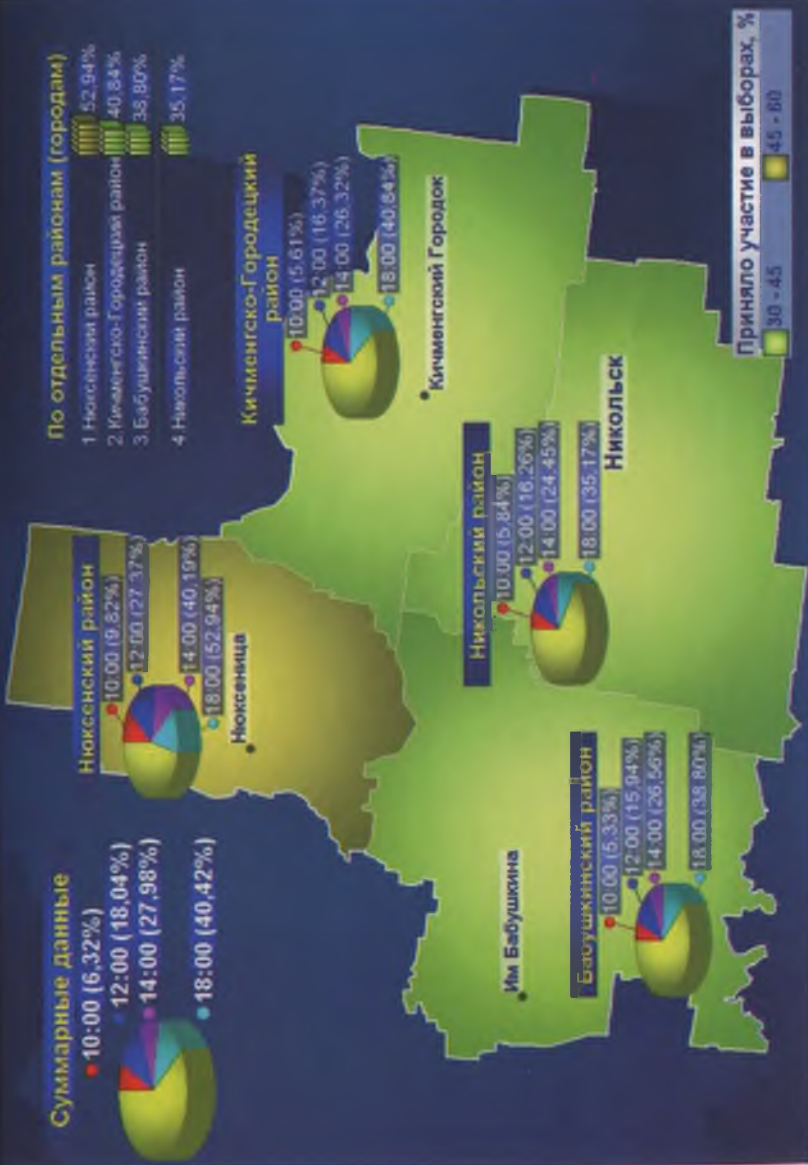 Суммарные данные
10:00 (6,32%)
12:00 (18,04%)
14:00 (27,98%)
18:00 (40,42%)
По отдельным районам (городам)
1 Нюксенский район 52,94%
2. Кичменгско-Городецкий район 40,84%
3.Бабушкинский район 38,80%
4 Никольский район 35,17%
Нюксенский район
10:00 (9,82%)
12:00 (27,37%)
14:00 (40,19%)
18:00 (52,94%)
Нюксеница
Кичменгско-Городецкий
район
10:00 (5,61%)
12:00 (16,37%)
14:00 (26,32%)
18:00 (40,84%)
Кичменгский Городок
Никольский район
10:00 (5,84%)
12:00 (16,26%)
14:00 (24,45%)
18:00 (35,17%)
Никольск
Им Бабушкина
Бабушкинский район
10:00 (5,33%)
12:00 (15,94%)
14:00 (26,56%)
18:00 (38,80%)
Приняло участие в выборах, %
30 - 45
45 - 60